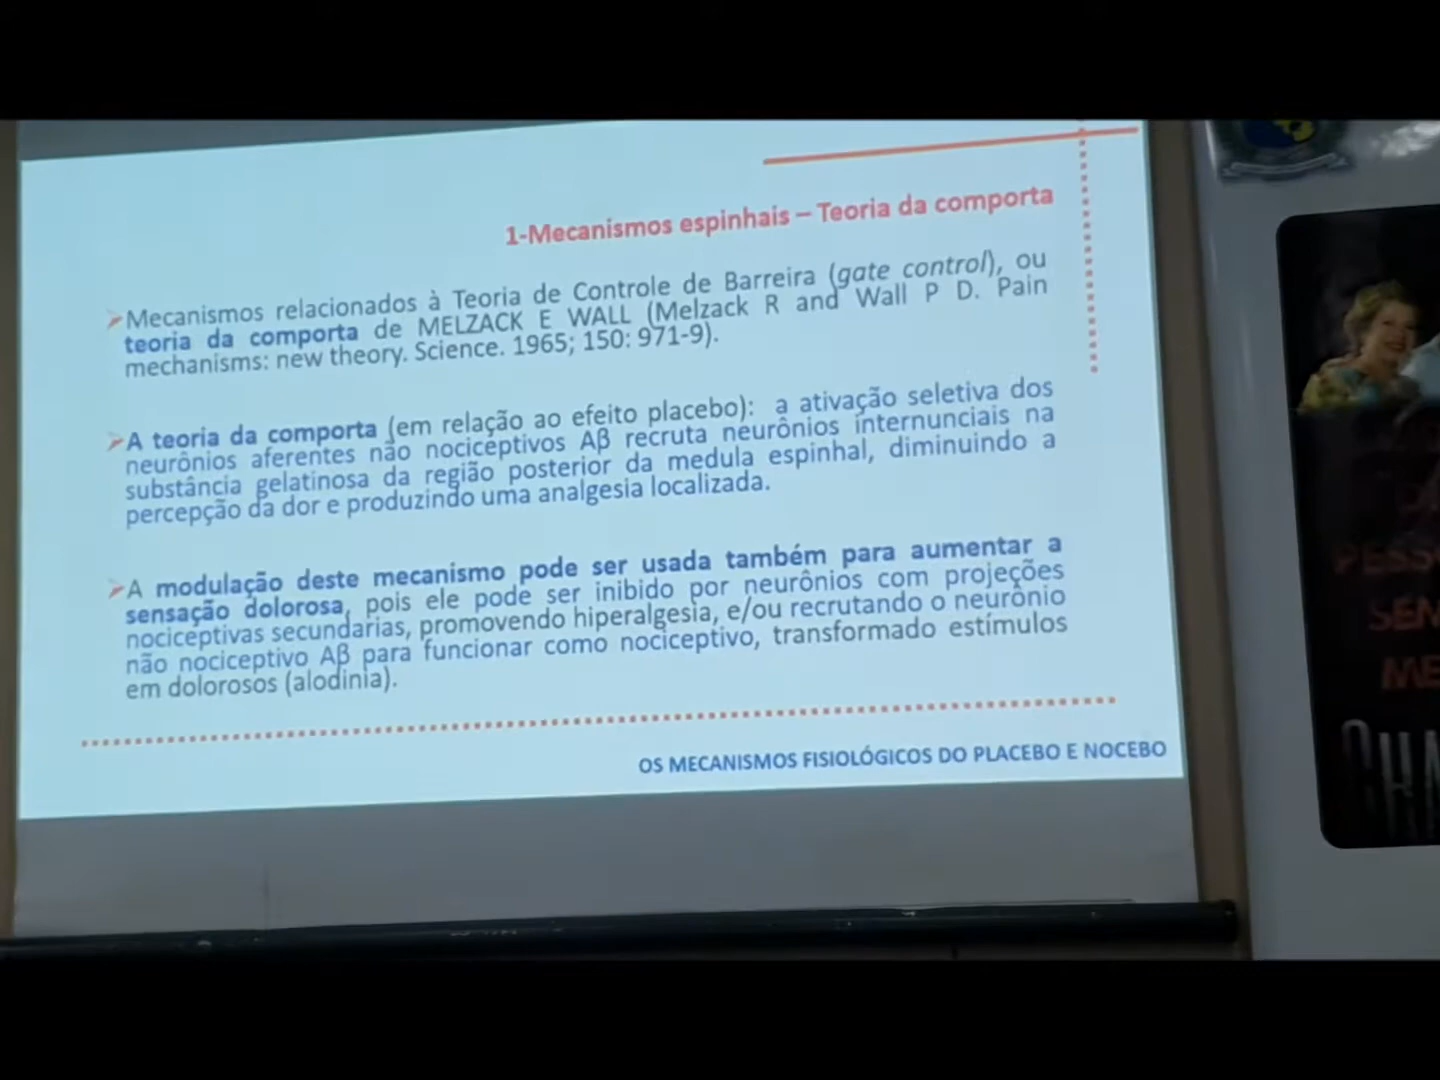 1-Mecanismos espinhais – Teoria da comporta
➢Mecanismos relacionados à Teoria de Controle de Barreira (gate control), ou
teoria da comporta de MELZACK E WALL (Melzack R and Wall P D. Pain
mechanisms: new theory. Science. 1965; 150: 971-9).
➢A teoria da comporta (em relação ao efeito placebo): a ativação seletiva dos
neurônios aferentes não nociceptivos Aβ recruta neurônios internunciais na
substância gelatinosa da região posterior da medula espinhal, diminuindo a
percepção da dor e produzindo uma analgesia localizada.
➢A modulação deste mecanismo pode ser usada também para aumentar a
sensação dolorosa, pois ele pode ser inibido por neurônios com projeções
nociceptivas secundárias, promovendo hiperalgesia, e/ou recrutando o neurônio
não nociceptivo Aβ para funcionar como nociceptivo, transformado estímulos
em dolorosos (alodinia).
OS MECANISMOS FISIOLÓGICOS DO PLACEBO E NOCEBO